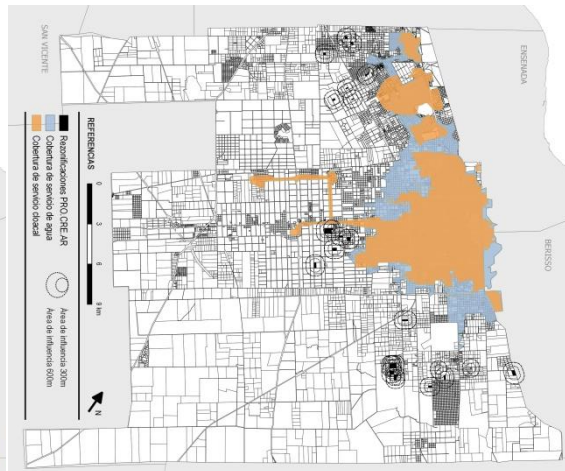 SAN VICENTE
ENSENADA
BERISSO
REFERENCIAS
Rezonificaciones PRO.CRE.AR
Cobertura de servicio de agua
Cobertura de servicio cloacal
Área de influencia 300m
Área de influencia 600m
0 3 6 9 km
N